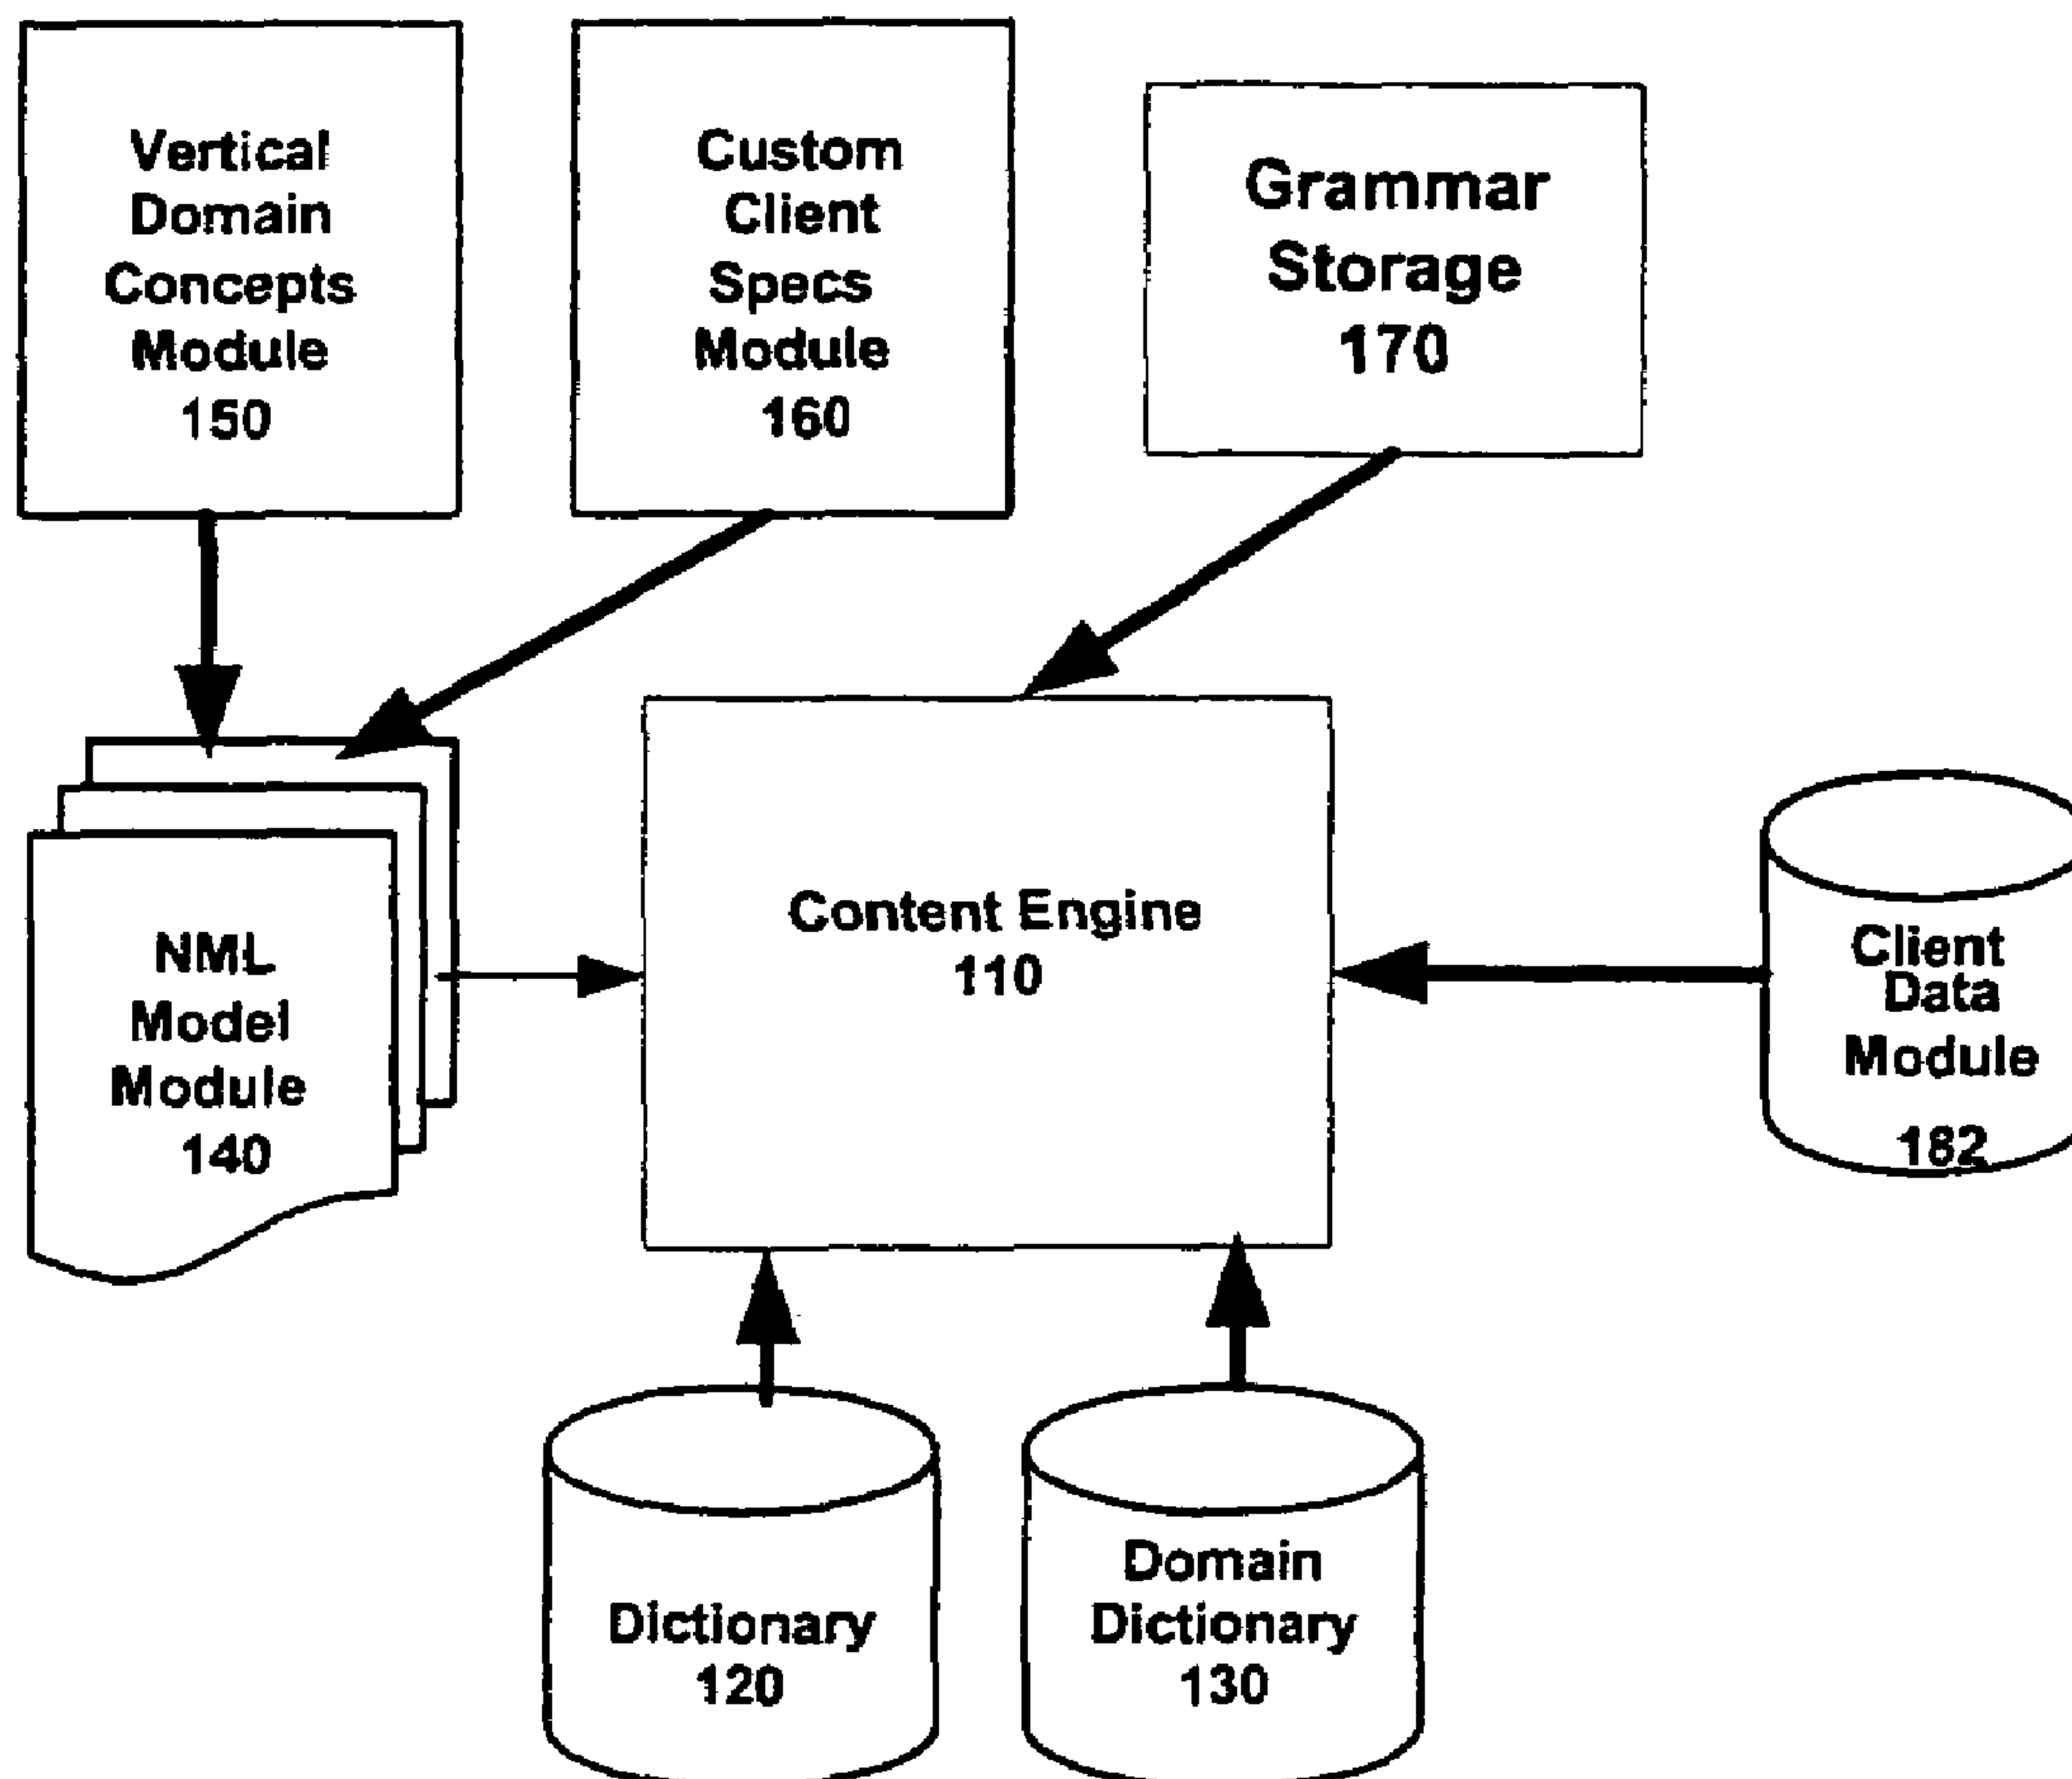 Vertical
Domain
Concepts
Module
150
Custom
Client
Specs
Module
160
Grammar
Storage
170
NML
Model
Module
140
Content Engine
110
Client
Data
Module
182
Dictionary
120
Domain
Dictionary
130